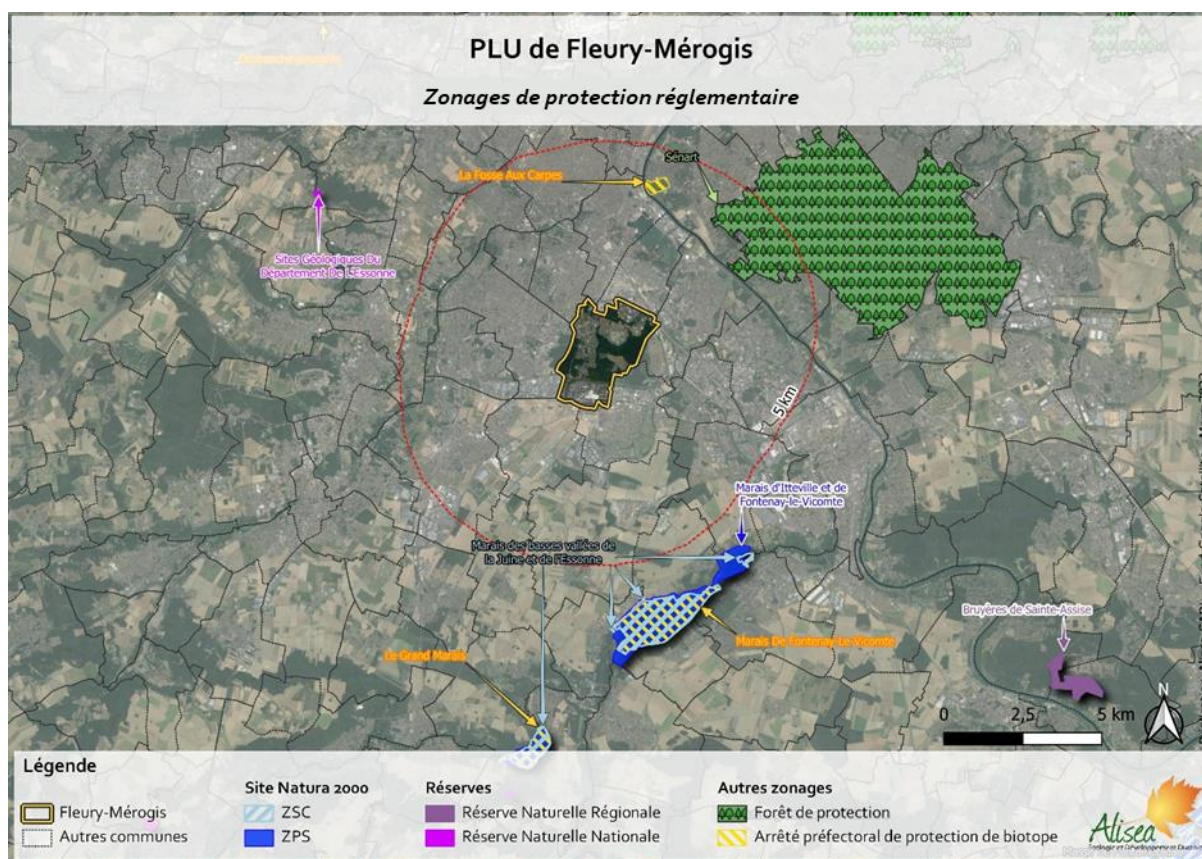 PLU de Fleury-Mérogis
Zonages de protection réglementaire
La Fosse Aux Carpes
Sénart
Sites Géologiques Du
Département De L'Essonne
5 km
Marais d'Itteville et de
Fontenay-le-Vicomte
Marais des basses vallées de
la Juine et de l'Essonne
Bruyères de Sainte-Assise
Marais De Fontenay-Le-Vicomte
Le Grand Marais
N
0 2,5 5 km
Légende
Fleury-Mérogis
Autres communes
Site Natura 2000
ZSC
ZPS
Réserves
Réserve Naturelle Régionale
Réserve Naturelle Nationale
Autres zonages
Forêt de protection
Arrêté préfectoral de protection de biotope
Alisea